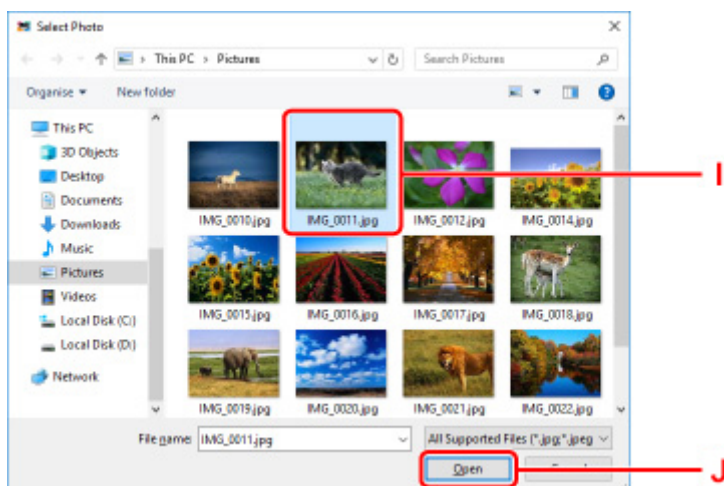 Select Photo
This PC > Pictures
Search Pictures
Organise
New folder
This PC
3D Objects
Desktop
Documents
Downloads
Music
Pictures
Videos
Local Disk (C:)
Local Disk (D:)
Network
IMG_0010.jpg
IMG_0011.jpg
IMG_0012.jpg
IMG_0014.jpg
IMG_0015.jpg
IMG_0016.jpg
IMG_0017.jpg
IMG_0018.jpg
IMG_0019.jpg
IMG_0020.jpg
IMG_0021.jpg
IMG_0022.jpg
I
File name: IMG_0011.jpg
All Supported Files (*.jpg;*.jpeg
Open
J